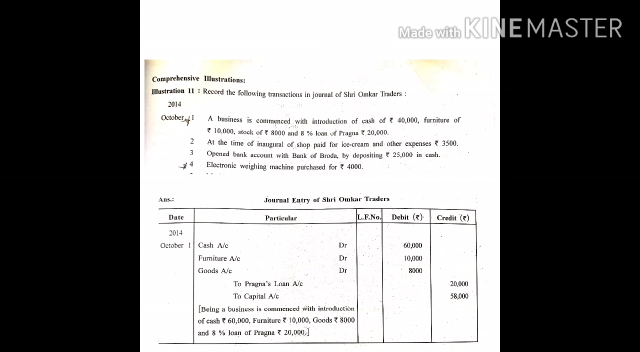 Made with KINEMASTER
Comprehensive Illustrations:
Illustration 11 : Record the following transactions in journal of Shri Omkar Traders :
2014
October 1 A business is commenced with introduction of cash of ₹ 40,000, furniture of
₹ 10,000, stock of ₹ 8000 and 8 % loan of Pragna ₹ 20,000.
2 At the time of inaugural of shop paid for ice-cream and other expenses ₹ 3500.
3 Opened bank account with Bank of Broda, by depositing ₹ 25,000 in cash.
4 Electronic weighing machine purchased for ₹ 4000.
Ans.: Journal Entry of Shri Omkar Traders
Date Particular L.F.No. Debit (₹) Credit (₹)
2014
October 1 Cash A/c Dr 60,000
Furniture A/c Dr 10,000
Goods A/c Dr 8000
To Pragna's Loan A/c 20,000
To Capital A/c 58,000
[Being a business is commenced with introduction
of cash ₹ 60,000, Furniture ₹ 10,000, Goods ₹ 8000
and 8 % loan of Pragna ₹ 20,000.]